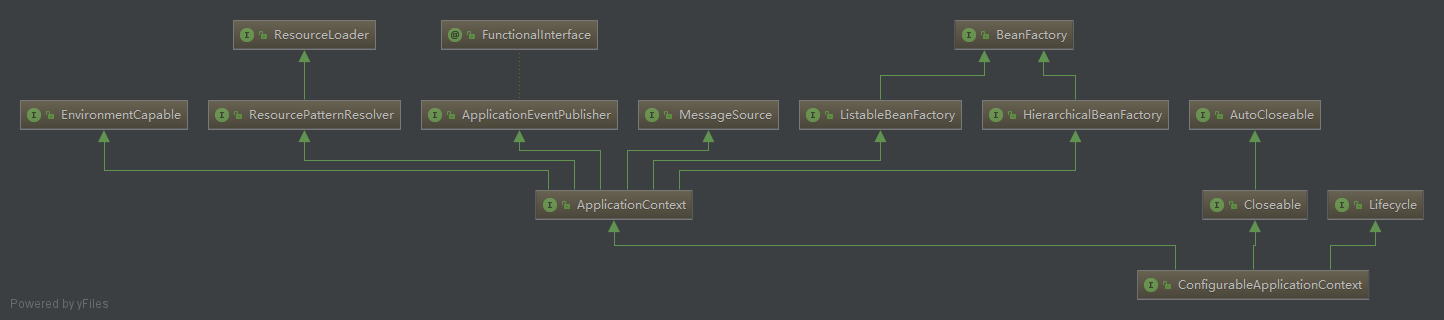 ResourceLoader
@ FunctionalInterface
I BeanFactory
I EnvironmentCapable
I ResourcePatternResolver
I ApplicationEventPublisher
I MessageSource
I ListableBeanFactory
I HierarchicalBeanFactory
I AutoCloseable
I ApplicationContext
I Closeable
I Lifecycle
I ConfigurableApplicationContext
Powered by yFiles